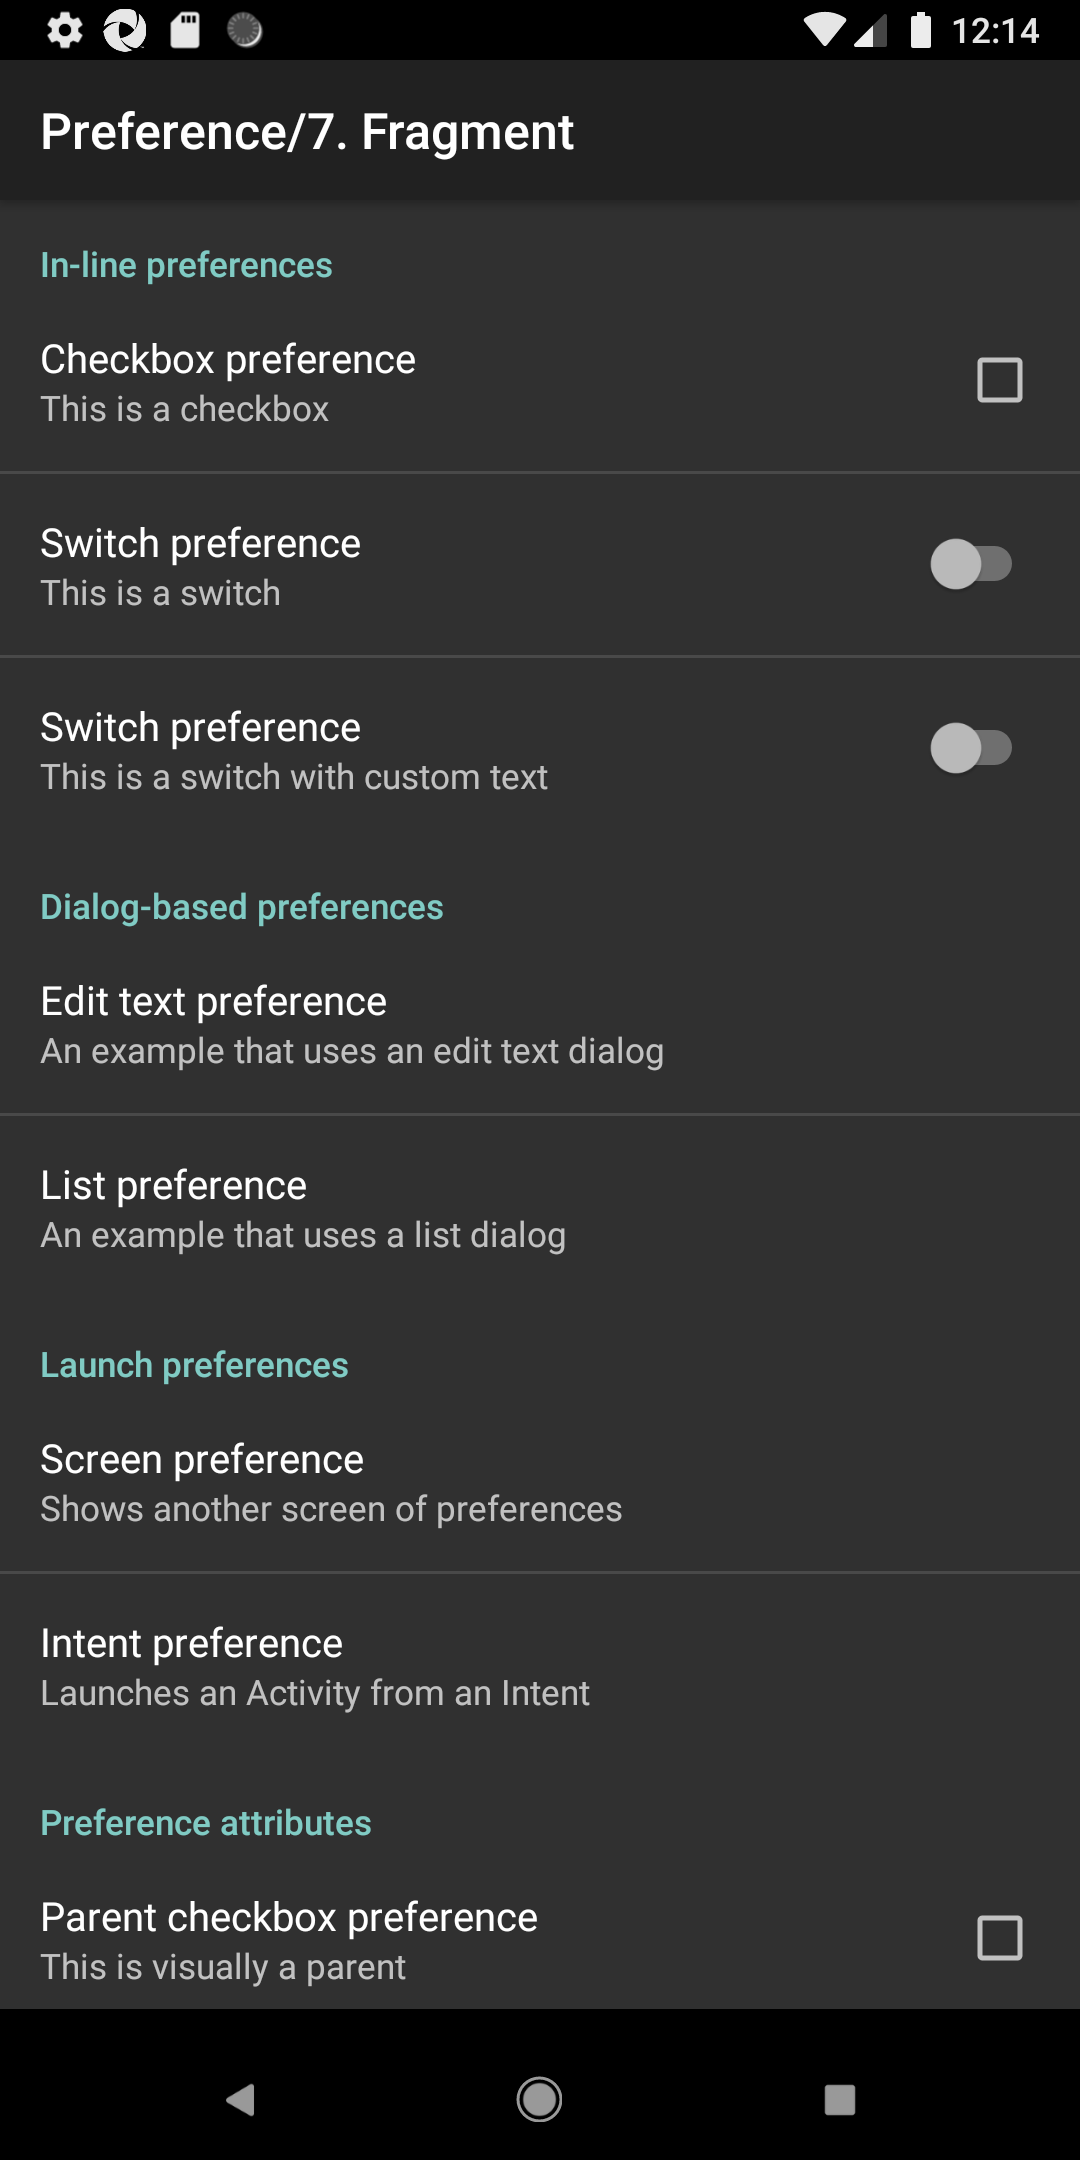 12:14
Preference/7. Fragment
In-line preferences
Checkbox preference
This is a checkbox
Switch preference
This is a switch
Switch preference
This is a switch with custom text
Dialog-based preferences
Edit text preference
An example that uses an edit text dialog
List preference
An example that uses a list dialog
Launch preferences
Screen preference
Shows another screen of preferences
Intent preference
Launches an Activity from an Intent
Preference attributes
Parent checkbox preference
This is visually a parent